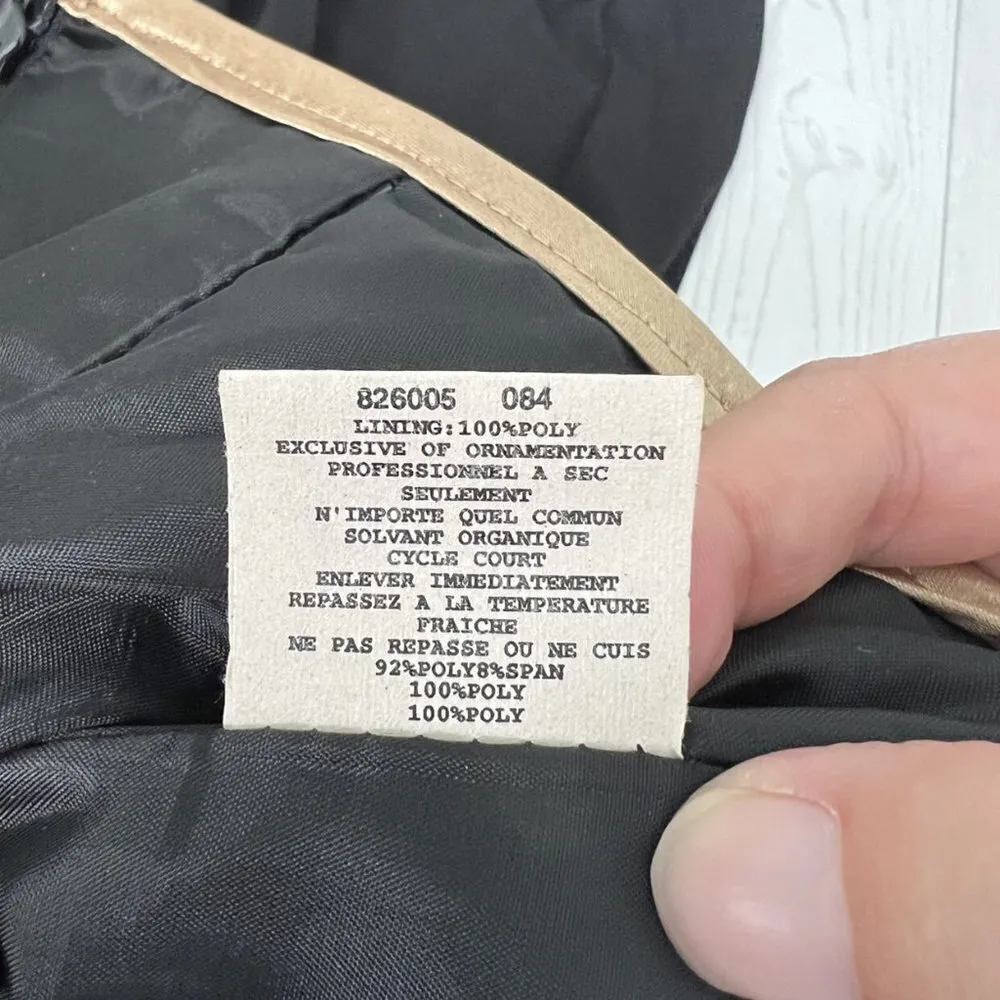 826005 084
LINING:100%POLY
EXCLUSIVE OF ORNAMENTATION
PROFESSIONNEL A SEC
SEULEMENT
N'IMPORTE QUEL COMMUN
SOLVANT ORGANIQUE
CYCLE COURT
ENLEVER IMMEDIATEMENT
REPASSEZ A LA TEMPERATURE
FRAICHE
NE PAS REPASSE OU NE CUIS
92%POLY8%SPAN
100%POLY
100%POLY